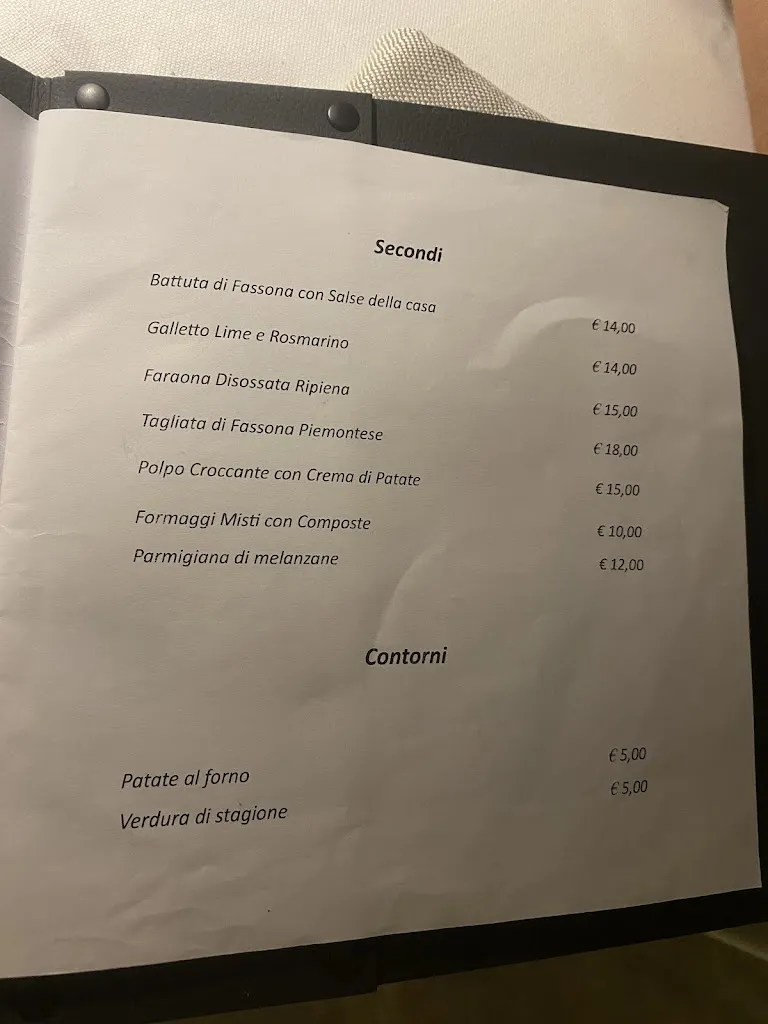 Secondi
Battuta di Fassona con Salse della casa € 14,00
Galletto Lime e Rosmarino € 14,00
Faraona Disossata Ripiena € 15,00
Tagliata di Fassona Piemontese € 18,00
Polpo Croccante con Crema di Patate € 15,00
Formaggi Misti con Composte € 10,00
Parmigiana di melanzane € 12,00
Contorni
Patate al forno € 5,00
Verdura di stagione € 5,00